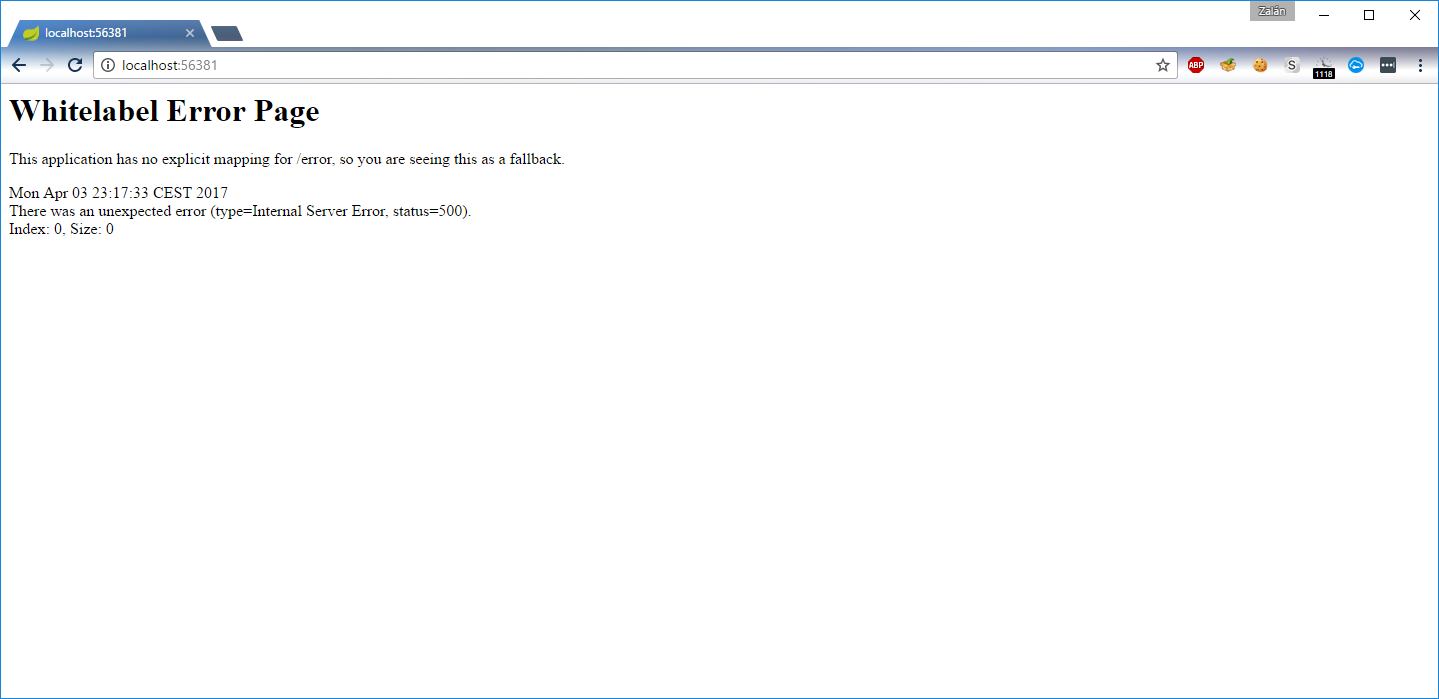 Zalán
localhost:56381
localhost:56381
ABP
S
1118
Whitelabel Error Page
This application has no explicit mapping for /error, so you are seeing this as a fallback.
Mon Apr 03 23:17:33 CEST 2017
There was an unexpected error (type=Internal Server Error, status=500).
Index: 0, Size: 0